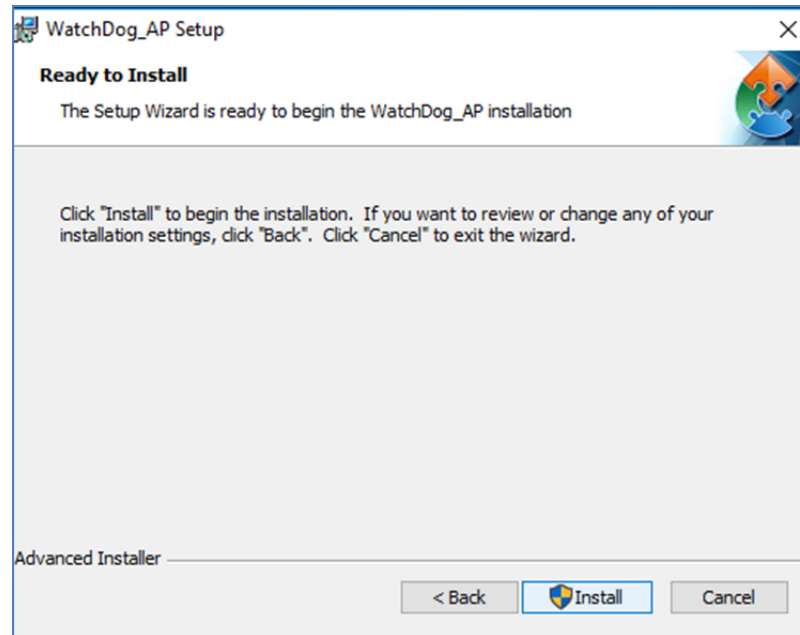 WatchDog_AP Setup
Ready to Install
The Setup Wizard is ready to begin the WatchDog_AP installation
Click "Install" to begin the installation.  If you want to review or change any of your
installation settings, click "Back".  Click "Cancel" to exit the wizard.
Advanced Installer
< Back
Install
Cancel